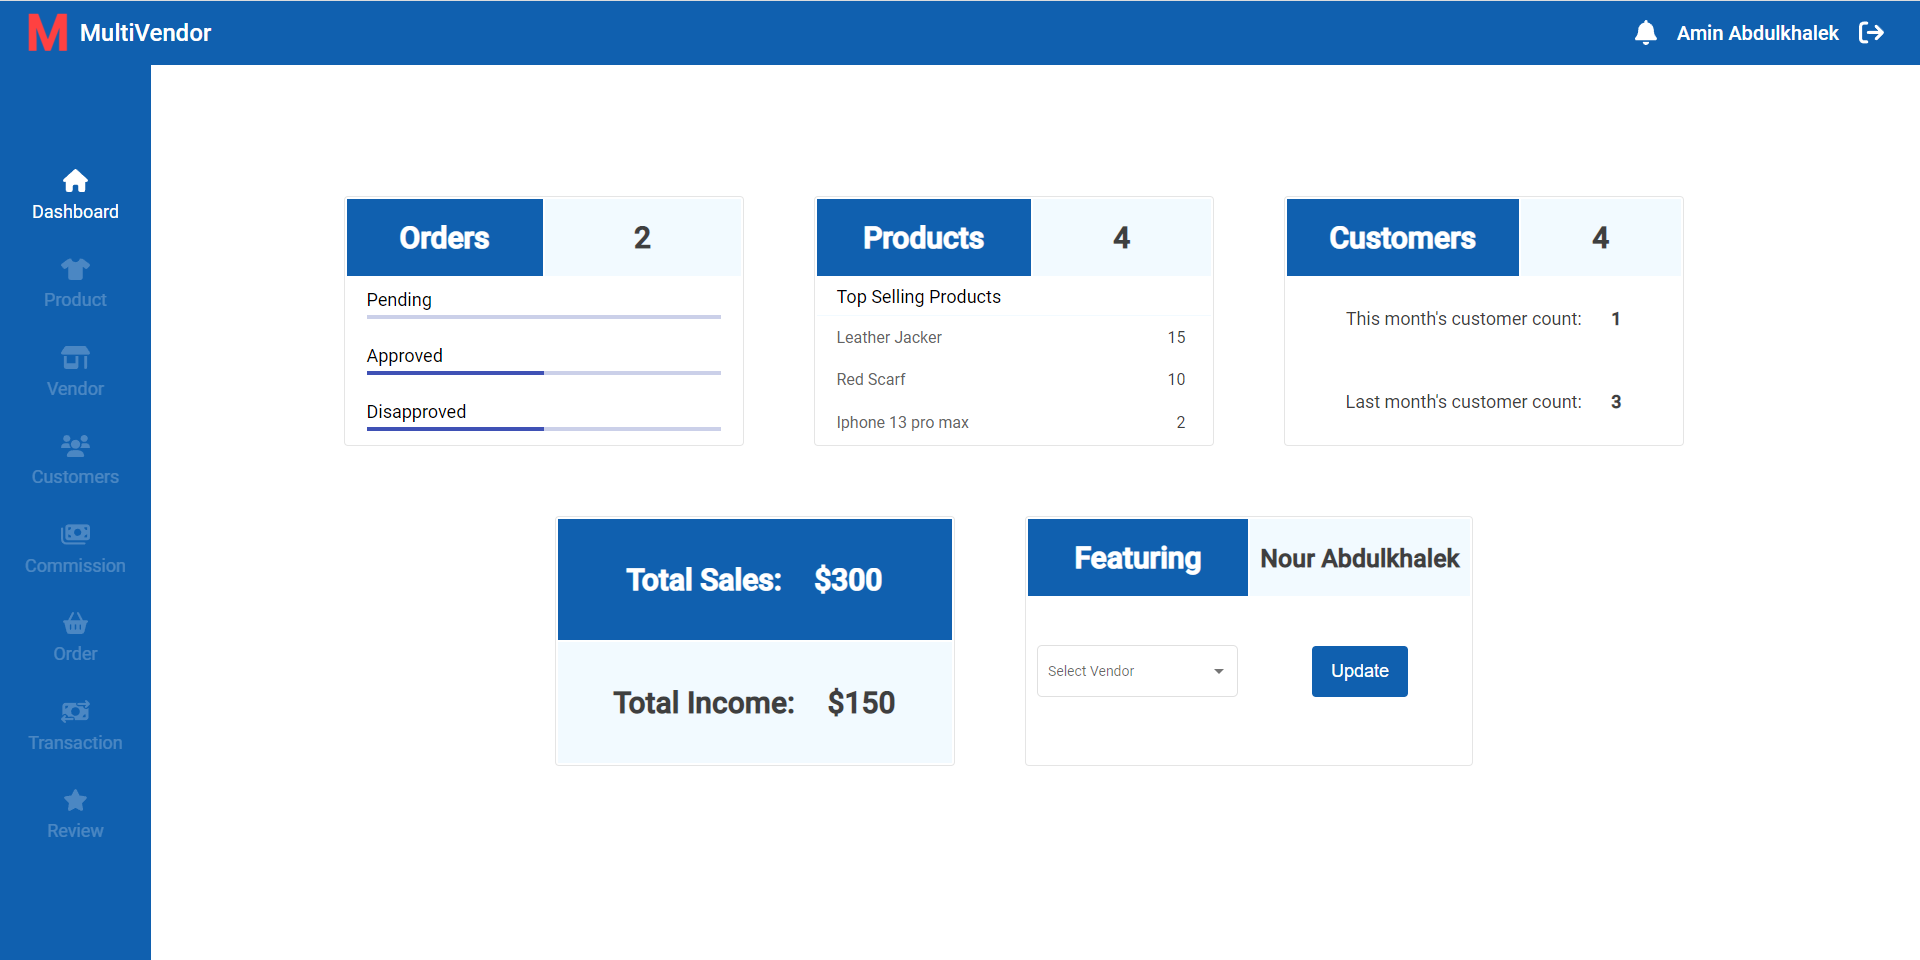 M MultiVendor
Amin Abdulkhalek
Dashboard
Product
Vendor
Customers
Commission
Order
Transaction
Review
Orders 2
Pending
Approved
Disapproved
Products 4
Top Selling Products
Leather Jacker 15
Red Scarf 10
Iphone 13 pro max 2
Customers 4
This month's customer count: 1
Last month's customer count: 3
Total Sales: $300
Total Income: $150
Featuring Nour Abdulkhalek
Select Vendor
Update